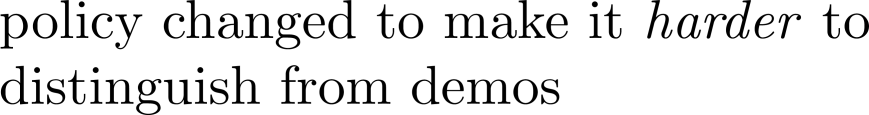 policy changed to make it harder to
distinguish from demos